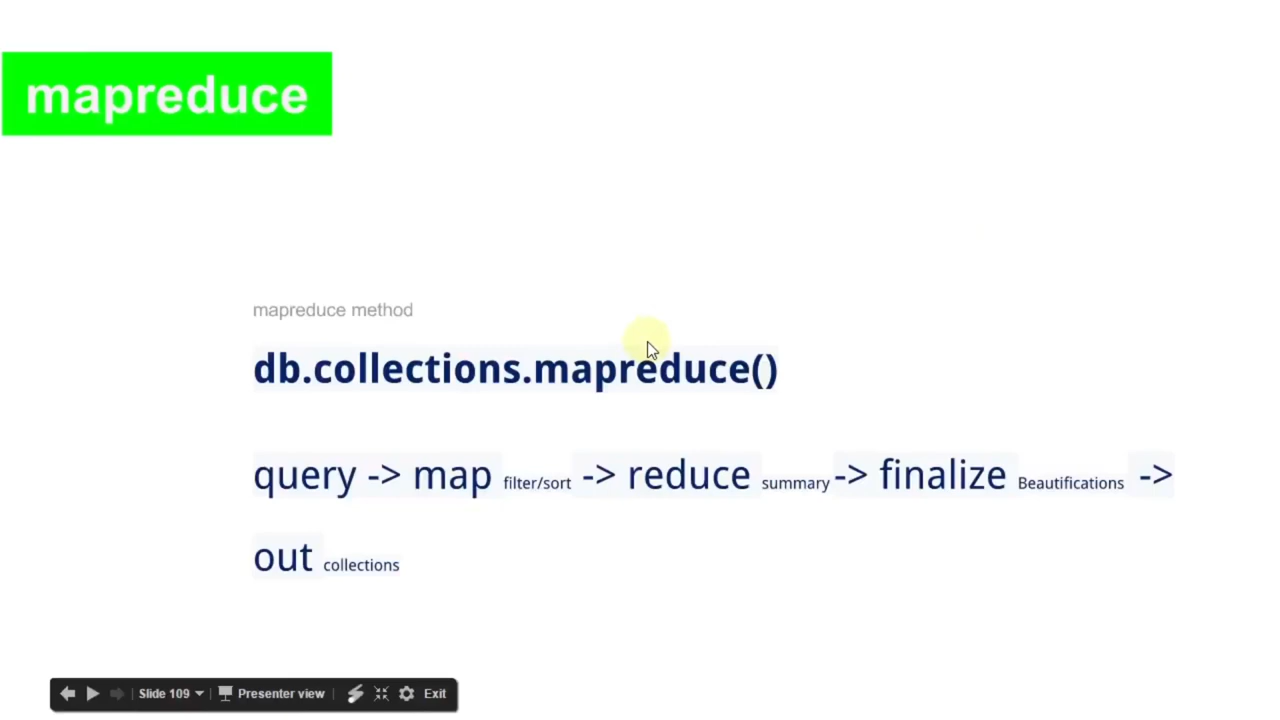 mapreduce
mapreduce method
db.collections.mapreduce()
query -> map filter/sort -> reduce summary -> finalize Beautifications ->
out collections
Slide 109 Presenter view Exit